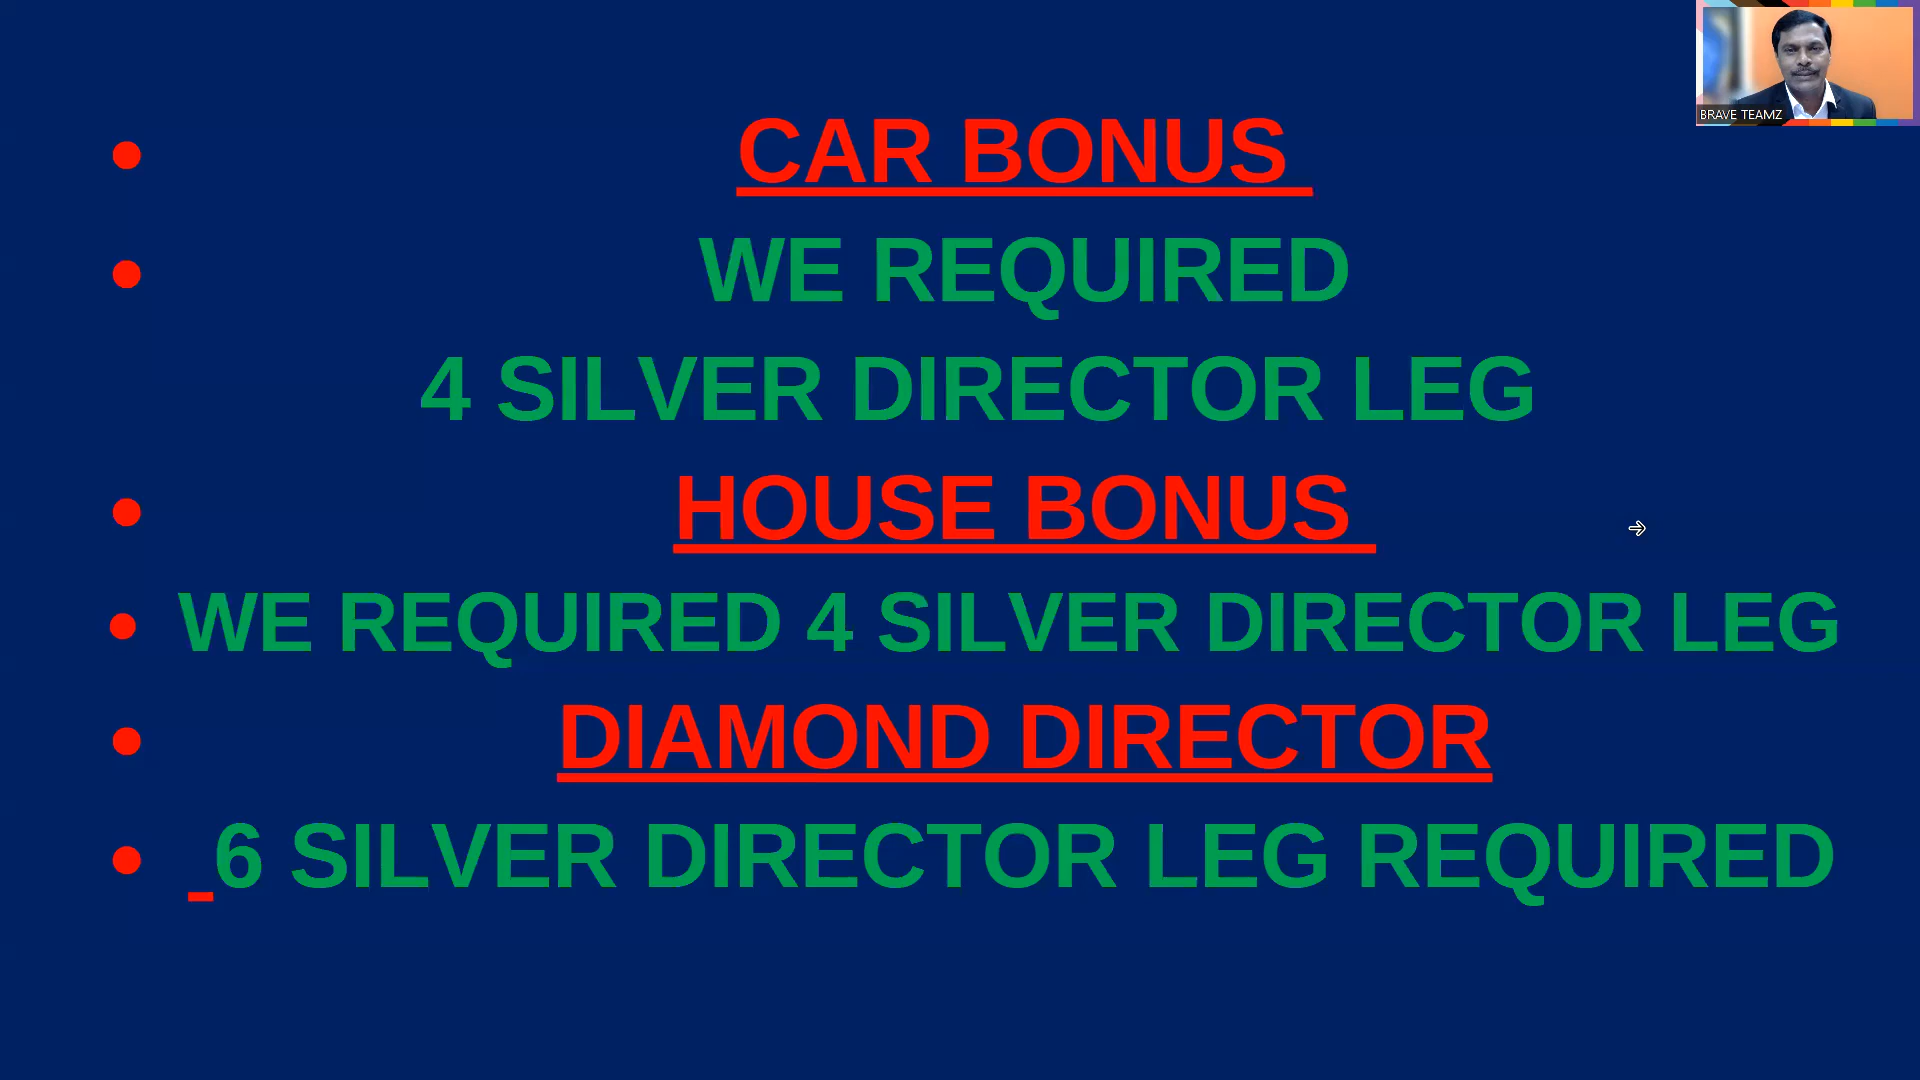 BRAVE TEAMZ
• CAR BONUS
• WE REQUIRED
4 SILVER DIRECTOR LEG
• HOUSE BONUS
• WE REQUIRED 4 SILVER DIRECTOR LEG
• DIAMOND DIRECTOR
• 6 SILVER DIRECTOR LEG REQUIRED